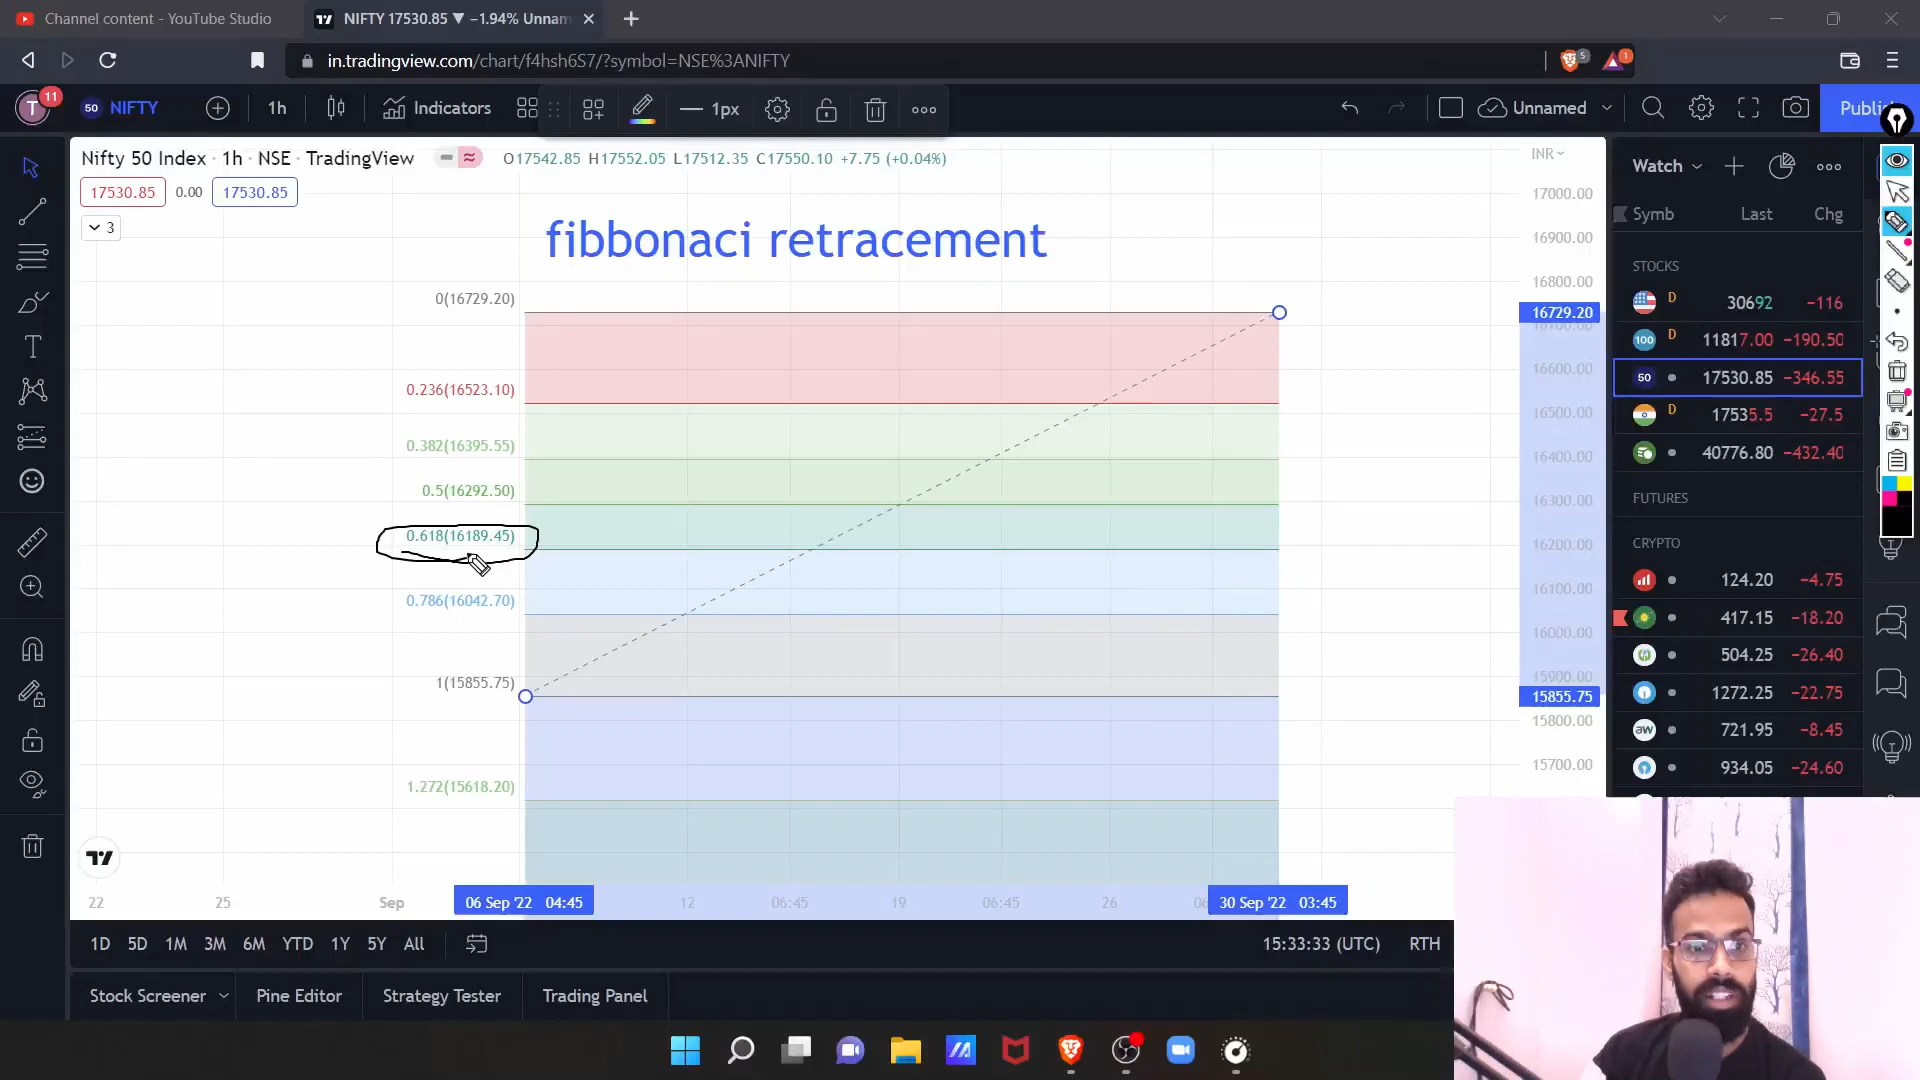 Channel content - YouTube Studio
NIFTY 17530.85 ▼ −1.94% Unnam
in.tradingview.com/chart/f4hsh6S7/?symbol=NSE%3ANIFTY
5
1
T
11
50 NIFTY
1h
Indicators
1px
Unnamed
Publi
Nifty 50 Index · 1h · NSE · TradingView
O17542.85 H17552.05 L17512.35 C17550.10 +7.75 (+0.04%)
17530.85 0.00 17530.85
3
fibbonaci retracement
0(16729.20)
0.236(16523.10)
0.382(16395.55)
0.5(16292.50)
0.618(16189.45)
0.786(16042.70)
1(15855.75)
1.272(15618.20)
INR
17000.00
16900.00
16800.00
16729.20
16600.00
16500.00
16400.00
16300.00
16200.00
16100.00
16000.00
15900.00
15855.75
15800.00
15700.00
22
25
Sep
06 Sep '22 04:45
12
06:45
19
06:45
26
30 Sep '22 03:45
Watch
Symb Last Chg
STOCKS
D 30692 −116
100 D 11817.00 −190.50
50 17530.85 −346.55
D 17535.5 −27.5
40776.80 −432.40
FUTURES
CRYPTO
124.20 −4.75
417.15 −18.20
504.25 −26.40
1272.25 −22.75
aw 721.95 −8.45
934.05 −24.60
1D 5D 1M 3M 6M YTD 1Y 5Y All
15:33:33 (UTC) RTH
Stock Screener
Pine Editor
Strategy Tester
Trading Panel